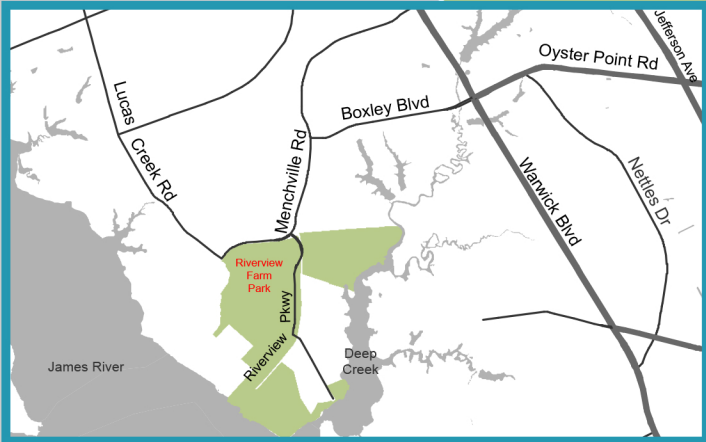 Jefferson Ave
Oyster Point Rd
Lucas
Creek Rd
Boxley Blvd
Menchville Rd
Warwick Blvd
Nettles Dr
Riverview
Farm
Park
Riverview
Pkwy
James River
Deep
Creek